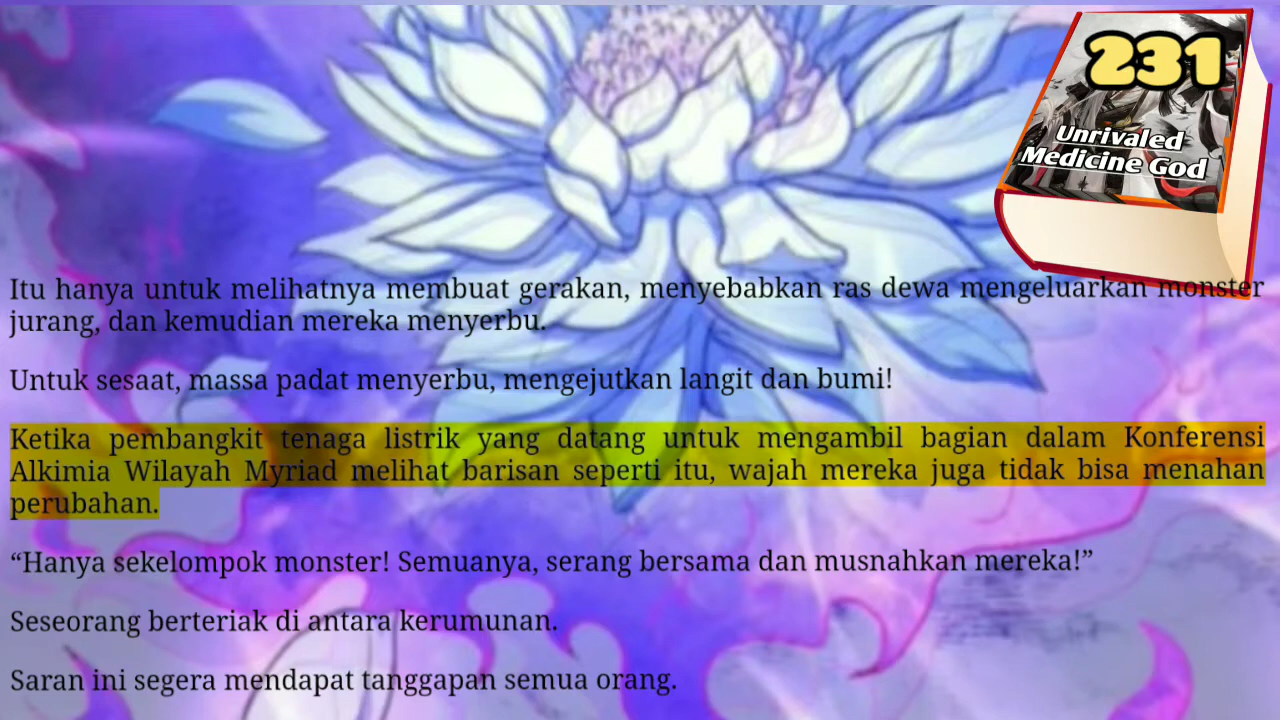 231
Unrivaled
Medicine God
Itu hanya untuk melihatnya membuat gerakan, menyebabkan ras dewa mengeluarkan monster
jurang, dan kemudian mereka menyerbu.
Untuk sesaat, massa padat menyerbu, mengejutkan langit dan bumi!
Ketika pembangkit tenaga listrik yang datang untuk mengambil bagian dalam Konferensi
Alkimia Wilayah Myriad melihat barisan seperti itu, wajah mereka juga tidak bisa menahan
perubahan.
“Hanya sekelompok monster! Semuanya, serang bersama dan musnahkan mereka!”
Seseorang berteriak di antara kerumunan.
Saran ini segera mendapat tanggapan semua orang.